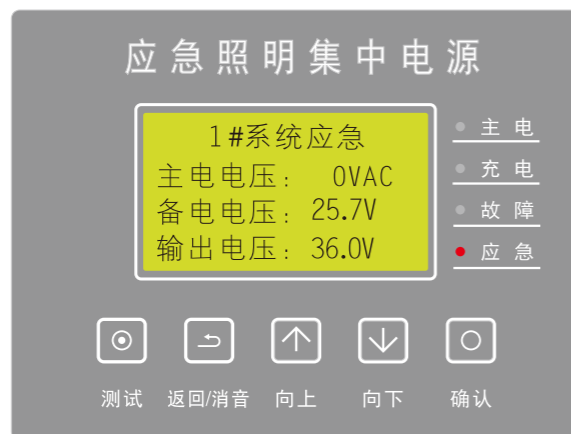 应急照明集中电源
1#系统应急
主电电压： 0VAC
备电电压：25.7V
输出电压：36.0V
主电
充电
故障
应急
测试 返回/消音 向上 向下 确认